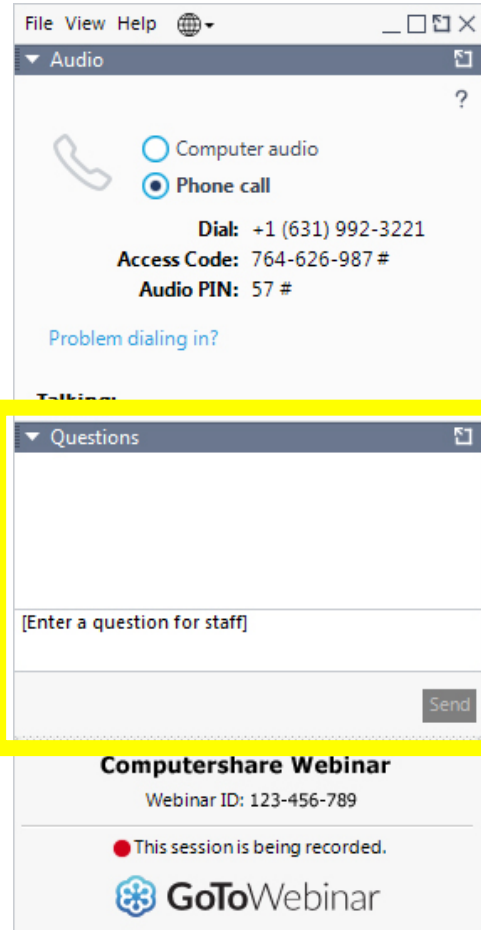 File View Help
Audio
?
Computer audio
Phone call
Dial: +1 (631) 992-3221
Access Code: 764-626-987 #
Audio PIN: 57 #
Problem dialing in?
Talking:
Questions
[Enter a question for staff]
Send
Computershare Webinar
Webinar ID: 123-456-789
This session is being recorded.
GoToWebinar